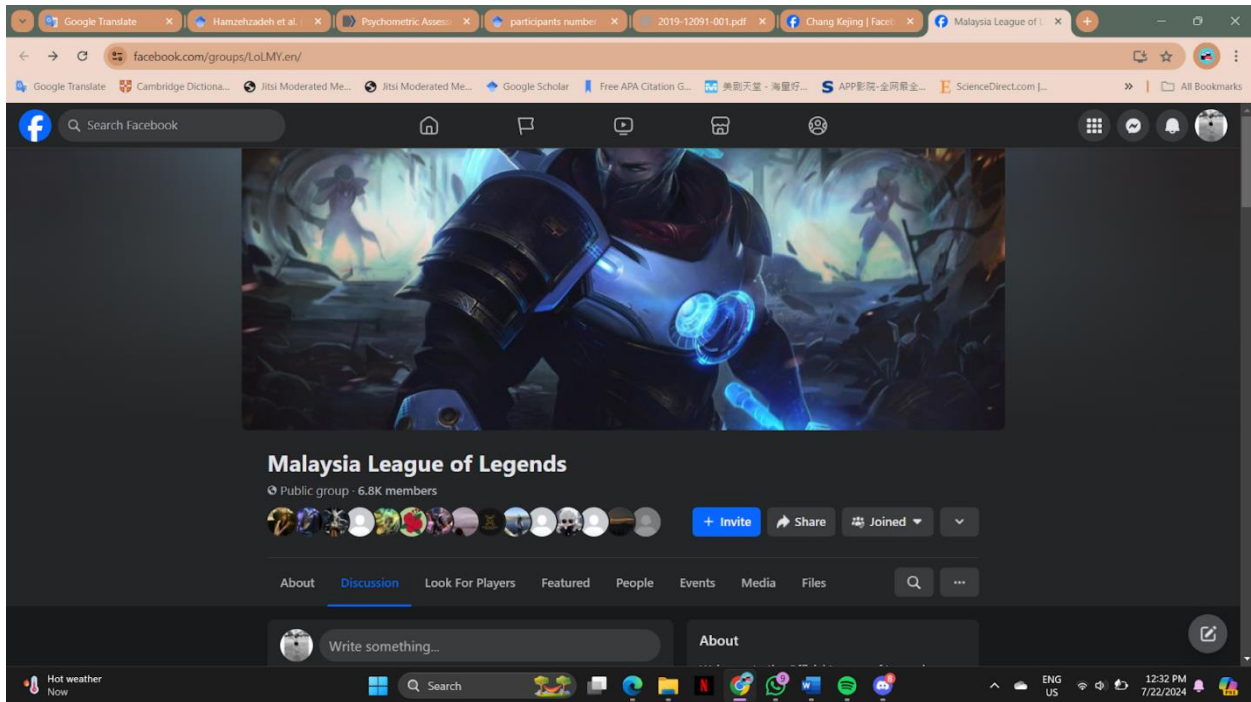 Google Translate
Hamzehzadeh et al.
Psychometric Assess
participants number
2019-12091-001.pdf
Chang Kejing | Faceb
Malaysia League of L
facebook.com/groups/LoLMY.en/
Google Translate
Cambridge Dictiona...
Jitsi Moderated Me...
Jitsi Moderated Me...
Google Scholar
Free APA Citation G...
美剧天堂 - 海量好...
APP影院-全网最全...
ScienceDirect.com |...
All Bookmarks
Search Facebook
Malaysia League of Legends
Public group · 6.8K members
+ Invite
Share
Joined
About
Discussion
Look For Players
Featured
People
Events
Media
Files
Write something...
About
Hot weather
Now
Search
ENG
US
12:32 PM
7/22/2024